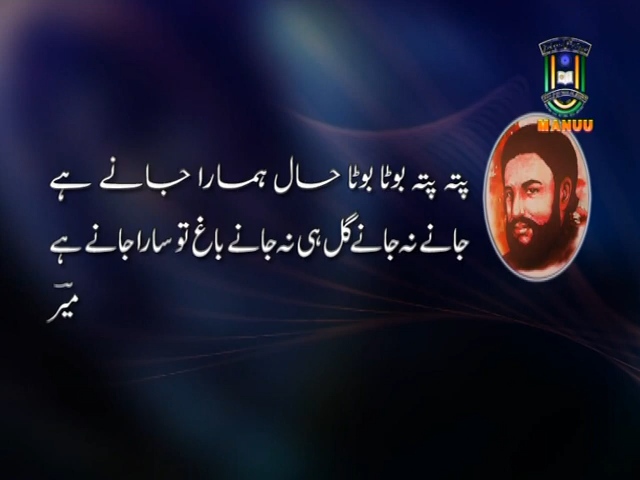 MANUU
پتہ پتہ بوٹا بوٹا حال ہمارا جانے ہے
جانے نہ جانے گل ہی نہ جانے باغ تو سارا جانے ہے
میرؔ